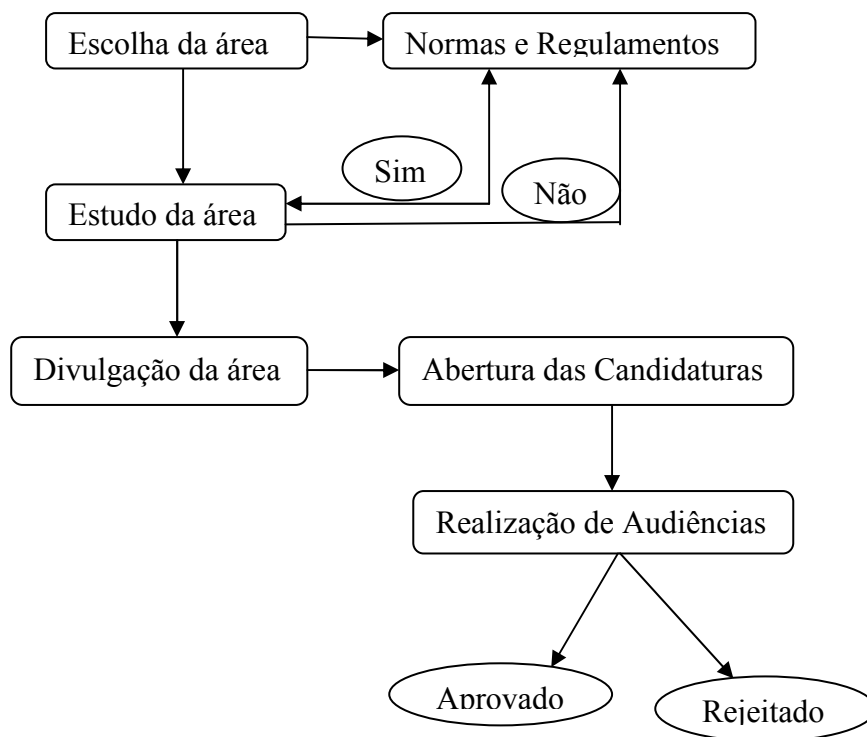 Escolha da área
Normas e Regulamentos
Sim
Não
Estudo da área
Divulgação da área
Abertura das Candidaturas
Realização de Audiências
Aprovado
Rejeitado